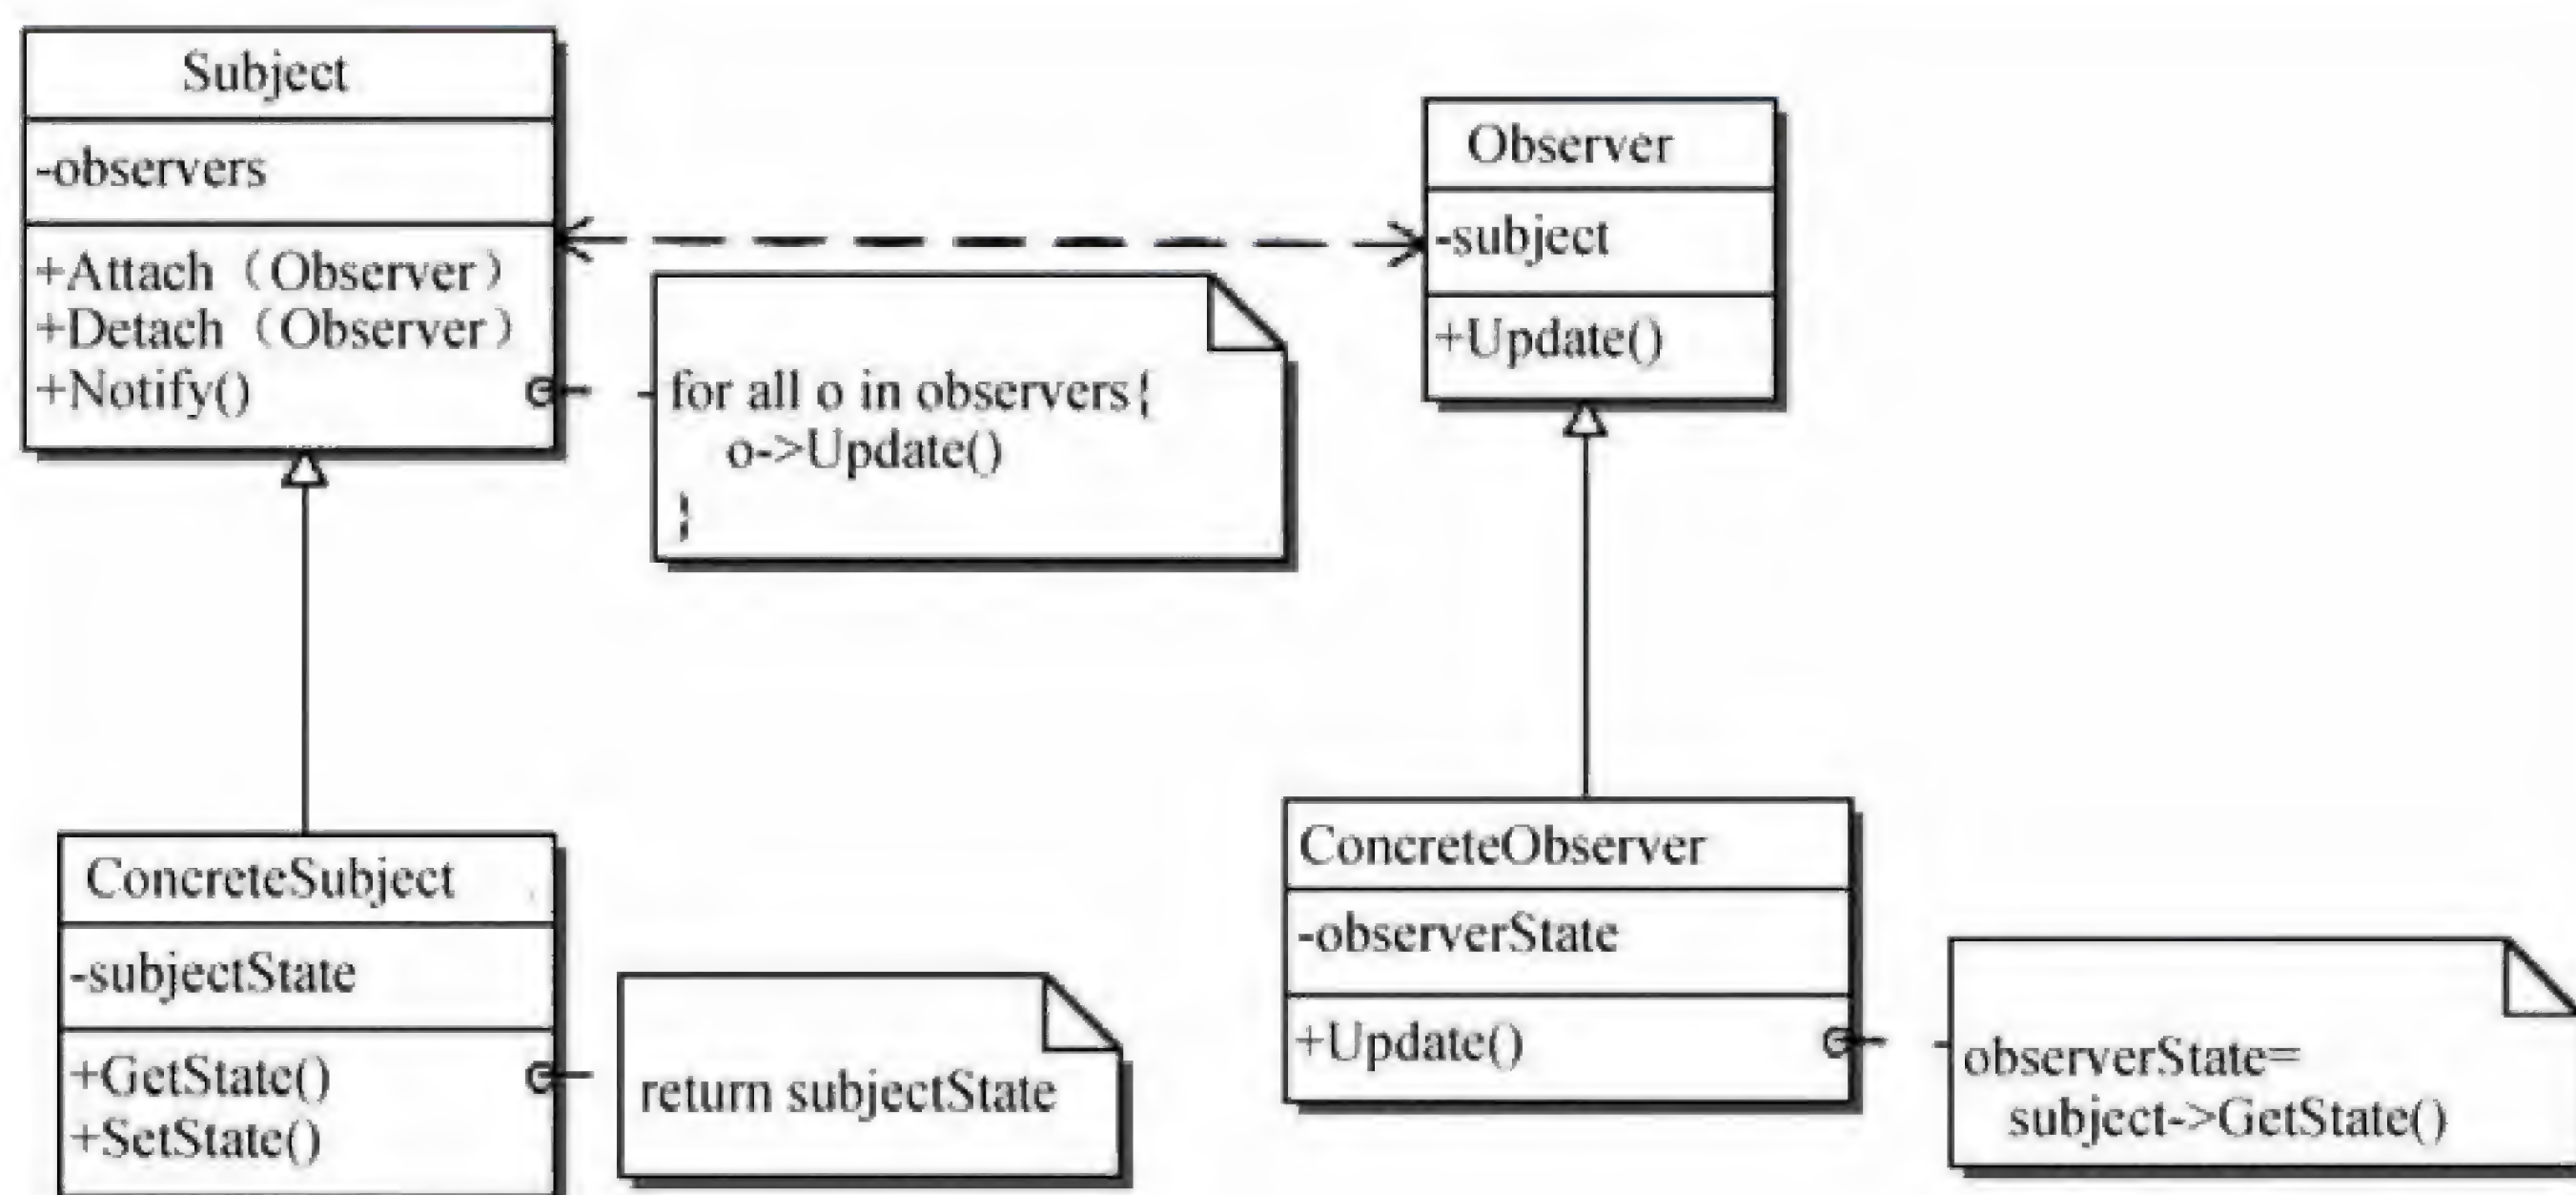 Subject
-observers
+Attach（Observer）
+Detach（Observer）
+Notify()
for all o in observers{
o->Update()
}
Observer
-subject
+Update()
ConcreteSubject
-subjectState
+GetState()
+SetState()
return subjectState
ConcreteObserver
-observerState
+Update()
observerState=
subject->GetState()